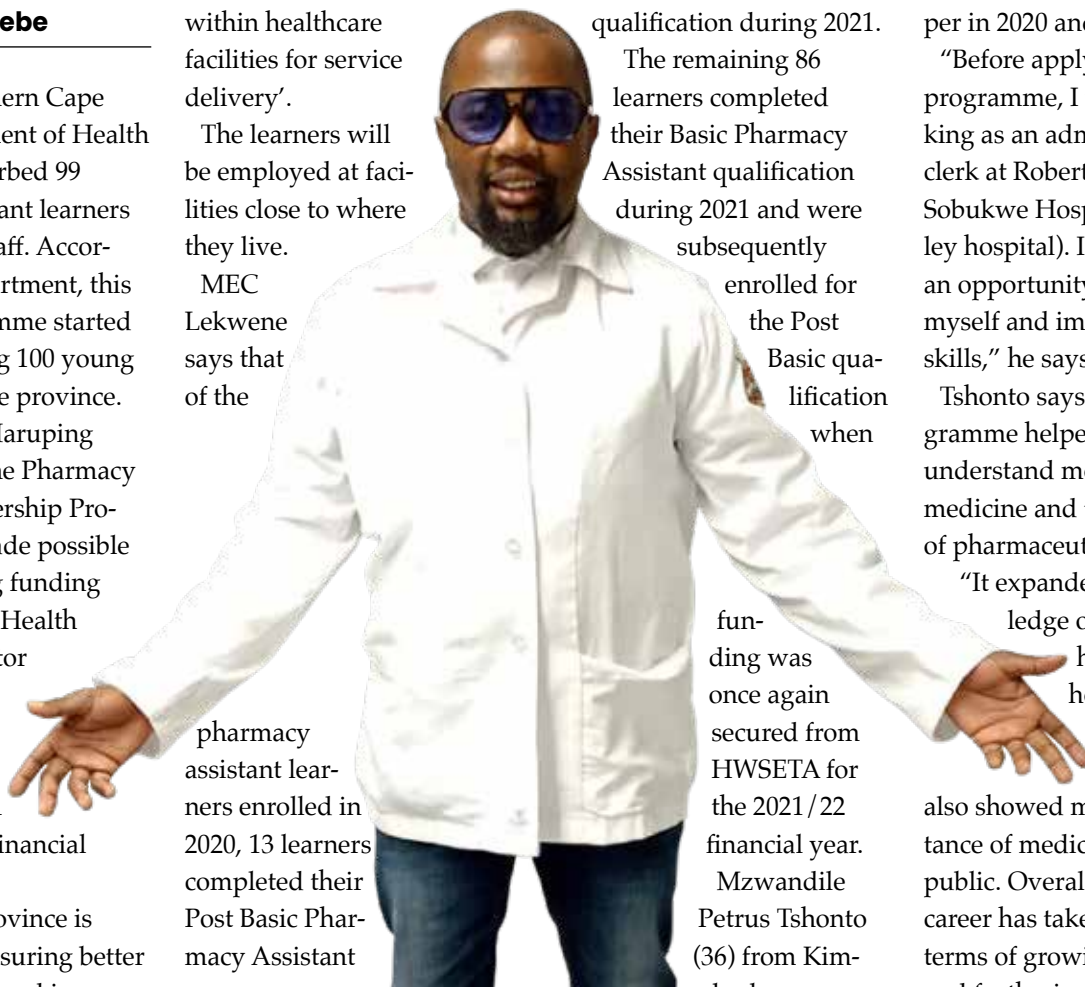 ebe
ern Cape
ent of Health
rbed 99
ant learners
aff. Accor-
rtment, this
mme started
g 100 young
e province.
Maruping
he Pharmacy
ership Pro-
ade possible
g funding
Health
tor
inancial
ovince is
suring better
within healthcare
facilities for service
delivery’.
The learners will
be employed at faci-
lities close to where
they live.
MEC
Lekwene
says that
of the
pharmacy
assistant lear-
ners enrolled in
2020, 13 learners
completed their
Post Basic Phar-
macy Assistant
qualification during 2021.
The remaining 86
learners completed
their Basic Pharmacy
Assistant qualification
during 2021 and were
subsequently
enrolled for
the Post
Basic qua-
lification
when
fun-
ding was
once again
secured from
HWSETA for
the 2021/22
financial year.
Mzwandile
Petrus Tshonto
(36) from Kim-
per in 2020 and
“Before apply
programme, I
king as an adm
clerk at Robert
Sobukwe Hosp
ley hospital). I
an opportunity
myself and im
skills,” he says
Tshonto says
gramme helpe
understand me
medicine and
of pharmaceut
“It expande
ledge o
h
he
also showed m
tance of medic
public. Overal
career has take
terms of growi